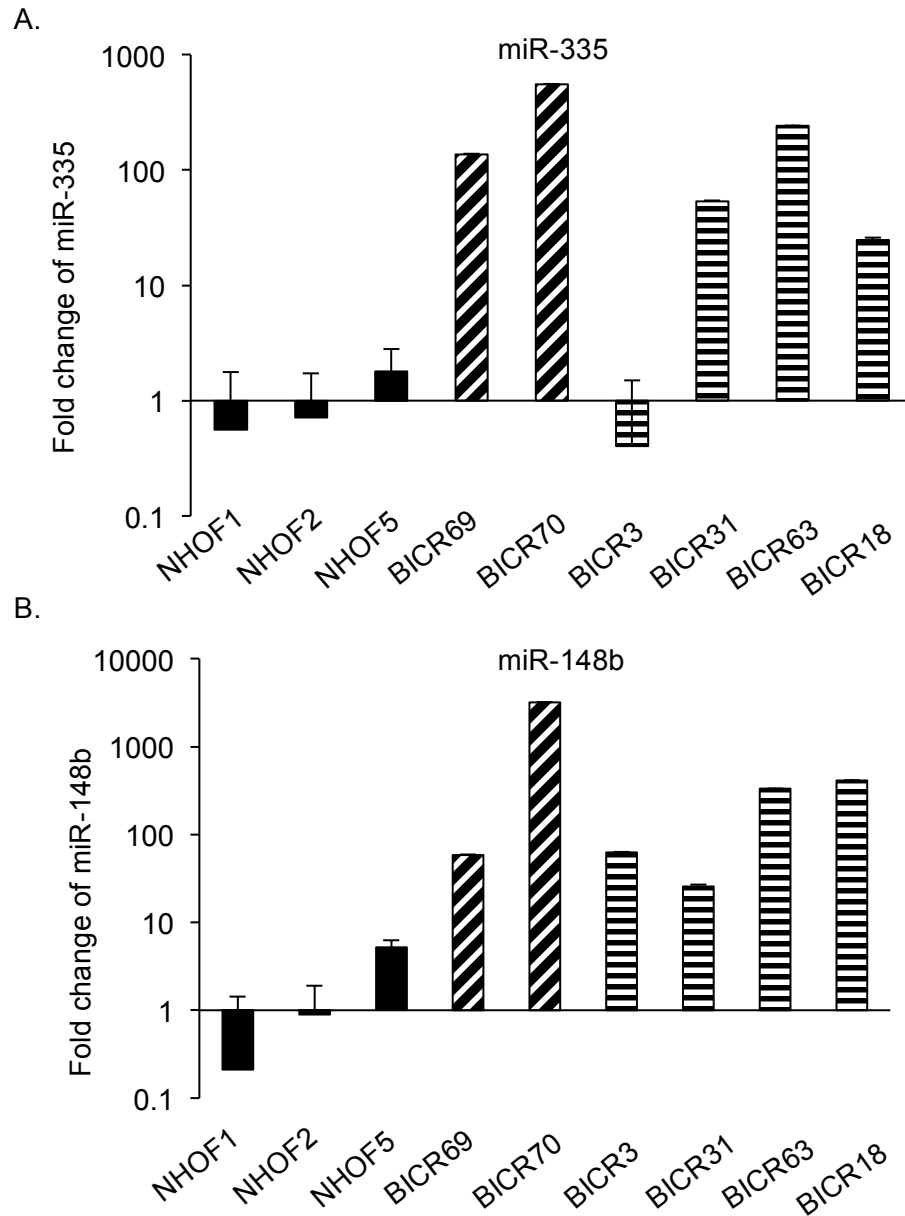 A.
miR-335
Fold change of miR-335
1000
100
10
1
0.1
NHOF1
NHOF2
NHOF5
BICR69
BICR70
BICR3
BICR31
BICR63
BICR18
B.
miR-148b
Fold change of miR-148b
10000
1000
100
10
1
0.1
NHOF1
NHOF2
NHOF5
BICR69
BICR70
BICR3
BICR31
BICR63
BICR18